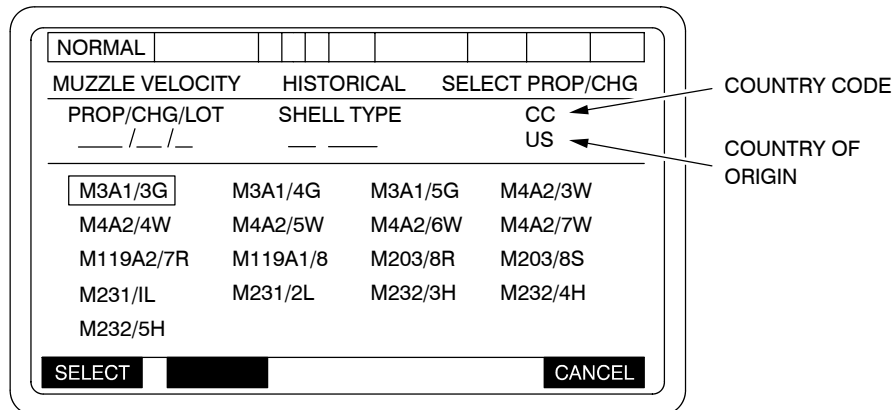 NORMAL
MUZZLE VELOCITY HISTORICAL SELECT PROP/CHG
PROP/CHG/LOT SHELL TYPE CC
____ /__ /_ __ ____ US
COUNTRY CODE
COUNTRY OF
ORIGIN
M3A1/3G M3A1/4G M3A1/5G M4A2/3W
M4A2/4W M4A2/5W M4A2/6W M4A2/7W
M119A2/7R M119A1/8 M203/8R M203/8S
M231/IL M231/2L M232/3H M232/4H
M232/5H
SELECT CANCEL